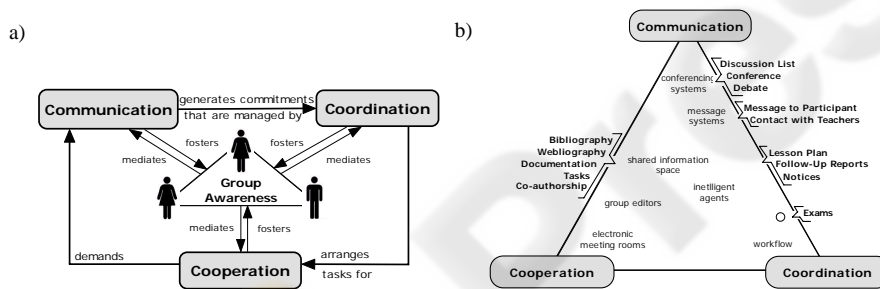 a)
Communication
generates commitments
that are managed by
Coordination
fosters
mediates
fosters
mediates
Group
Awareness
mediates
fosters
demands
Cooperation
arranges
tasks for
b)
Communication
Discussion List
Conference
Debate
conferencing
systems
Message to Participant
Contact with Teachers
message
systems
Bibliography
Webliography
Documentation
Tasks
Co-authorship
Lesson Plan
Follow-Up Reports
Notices
shared information
space
inetlligent
agents
group editors
Exams
electronic
meeting rooms
workflow
Cooperation
Coordination